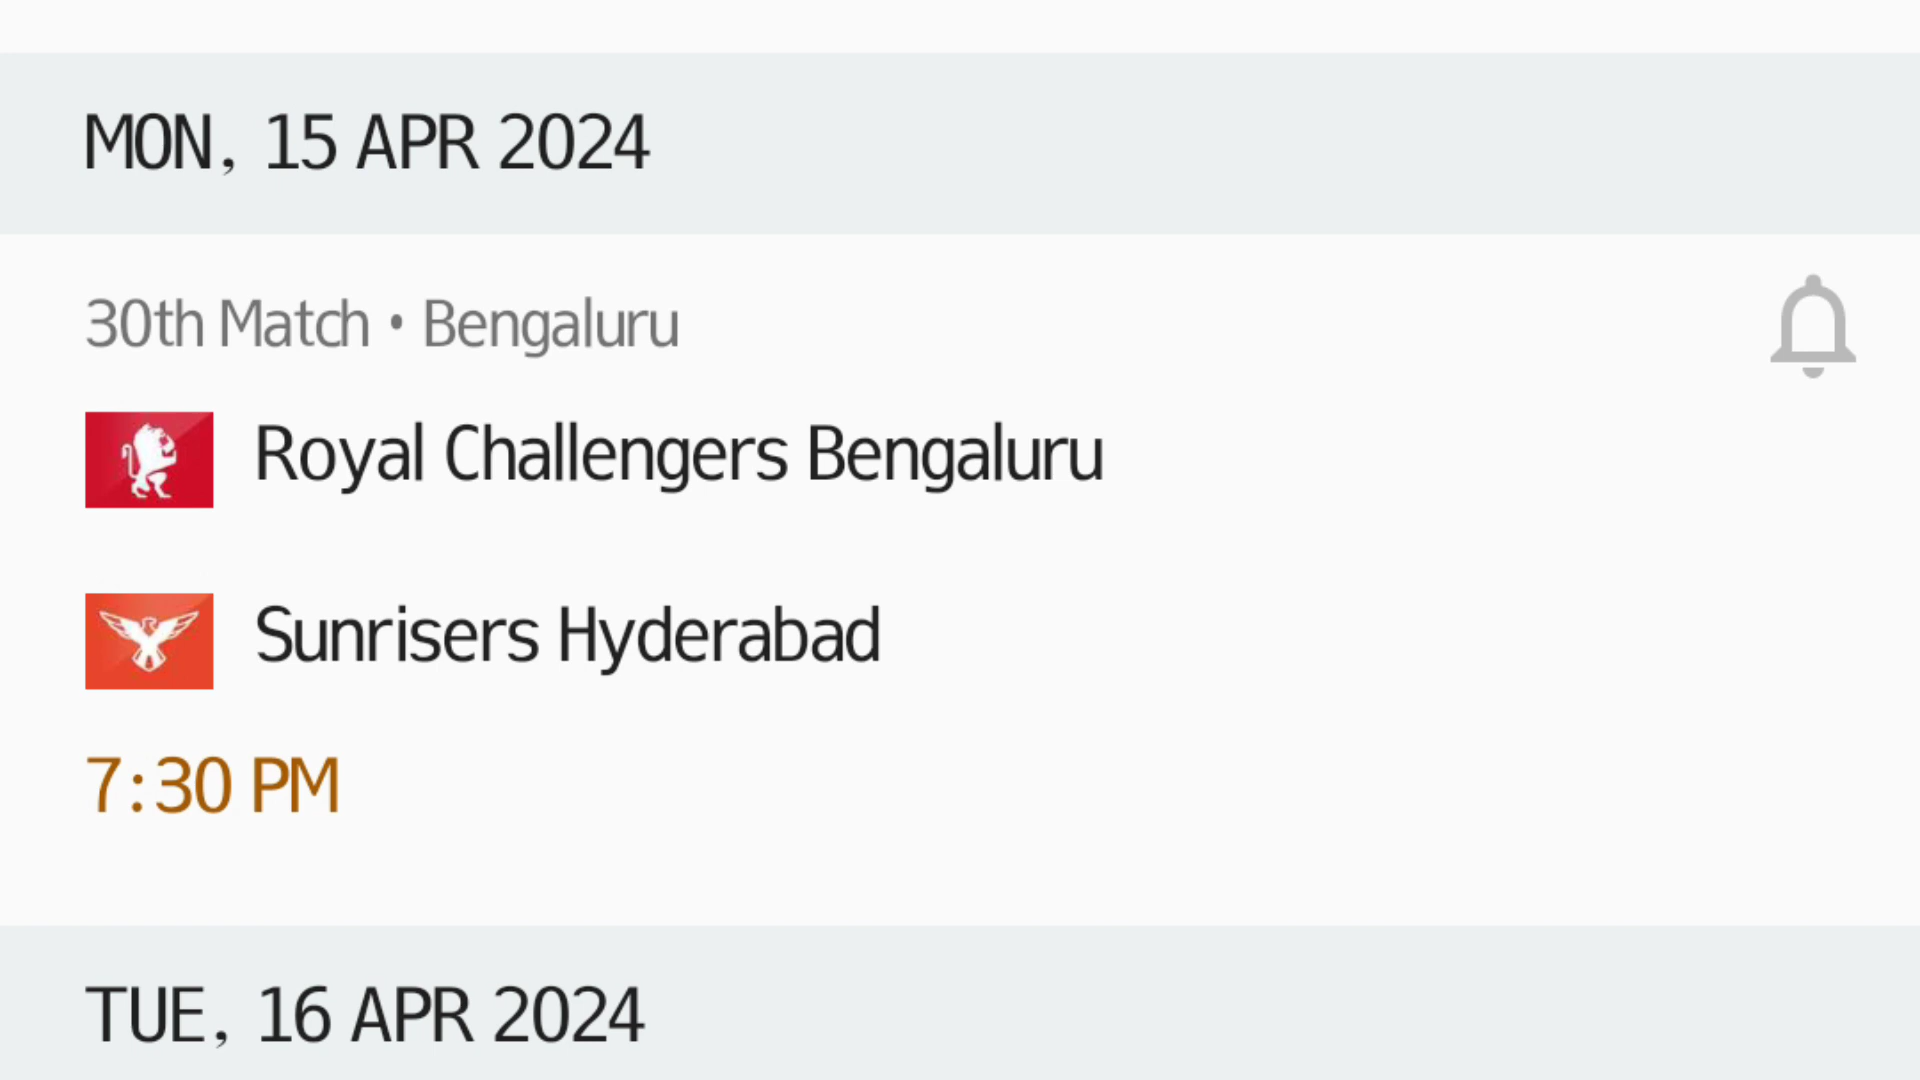 MON, 15 APR 2024
30th Match • Bengaluru
Royal Challengers Bengaluru
Sunrisers Hyderabad
7:30 PM
TUE, 16 APR 2024